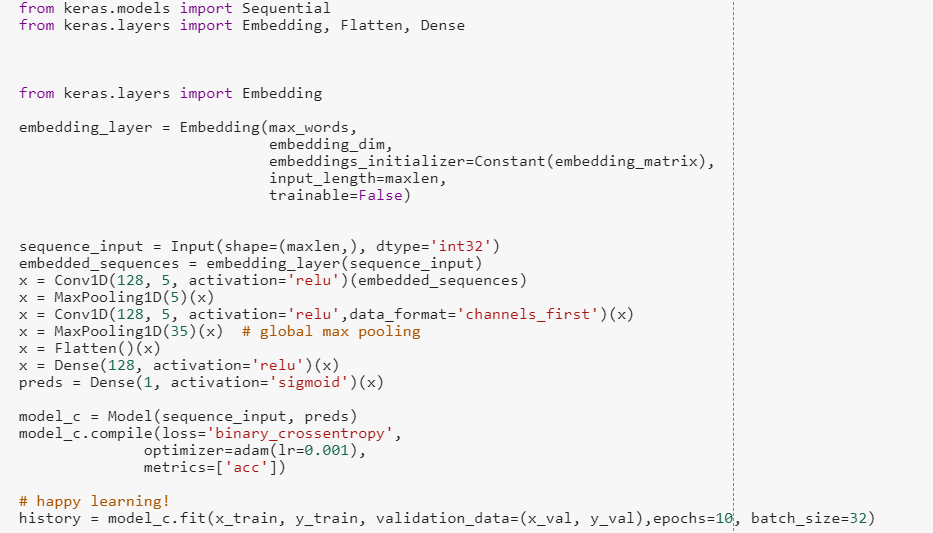 from keras.models import Sequential
from keras.layers import Embedding, Flatten, Dense
from keras.layers import Embedding
embedding_layer = Embedding(max_words,
                            embedding_dim,
                            embeddings_initializer=Constant(embedding_matrix),
                            input_length=maxlen,
                            trainable=False)
sequence_input = Input(shape=(maxlen,), dtype='int32')
embedded_sequences = embedding_layer(sequence_input)
x = Conv1D(128, 5, activation='relu')(embedded_sequences)
x = MaxPooling1D(5)(x)
x = Conv1D(128, 5, activation='relu',data_format='channels_first')(x)
x = MaxPooling1D(35)(x)  # global max pooling
x = Flatten()(x)
x = Dense(128, activation='relu')(x)
preds = Dense(1, activation='sigmoid')(x)
model_c = Model(sequence_input, preds)
model_c.compile(loss='binary_crossentropy',
              optimizer=adam(lr=0.001),
              metrics=['acc'])
# happy learning!
history = model_c.fit(x_train, y_train, validation_data=(x_val, y_val),epochs=10, batch_size=32)